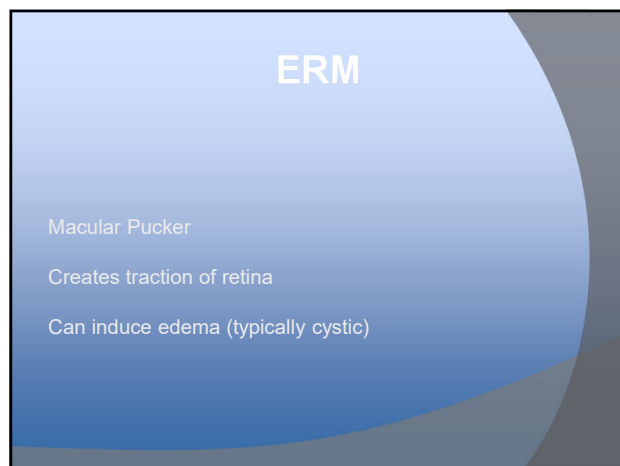 ERM
Macular Pucker
Creates traction of retina
Can induce edema (typically cystic)